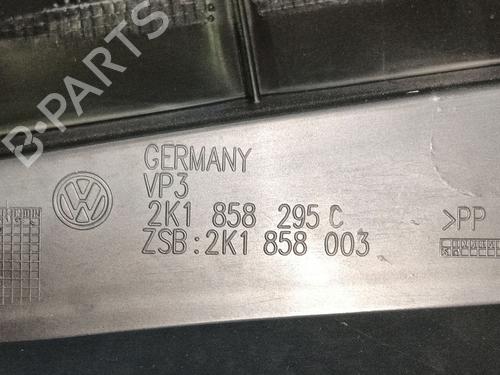 B-PARTS
GERMANY
VP3
2K1 858 295 C
ZSB:2K1 858 003
>PP